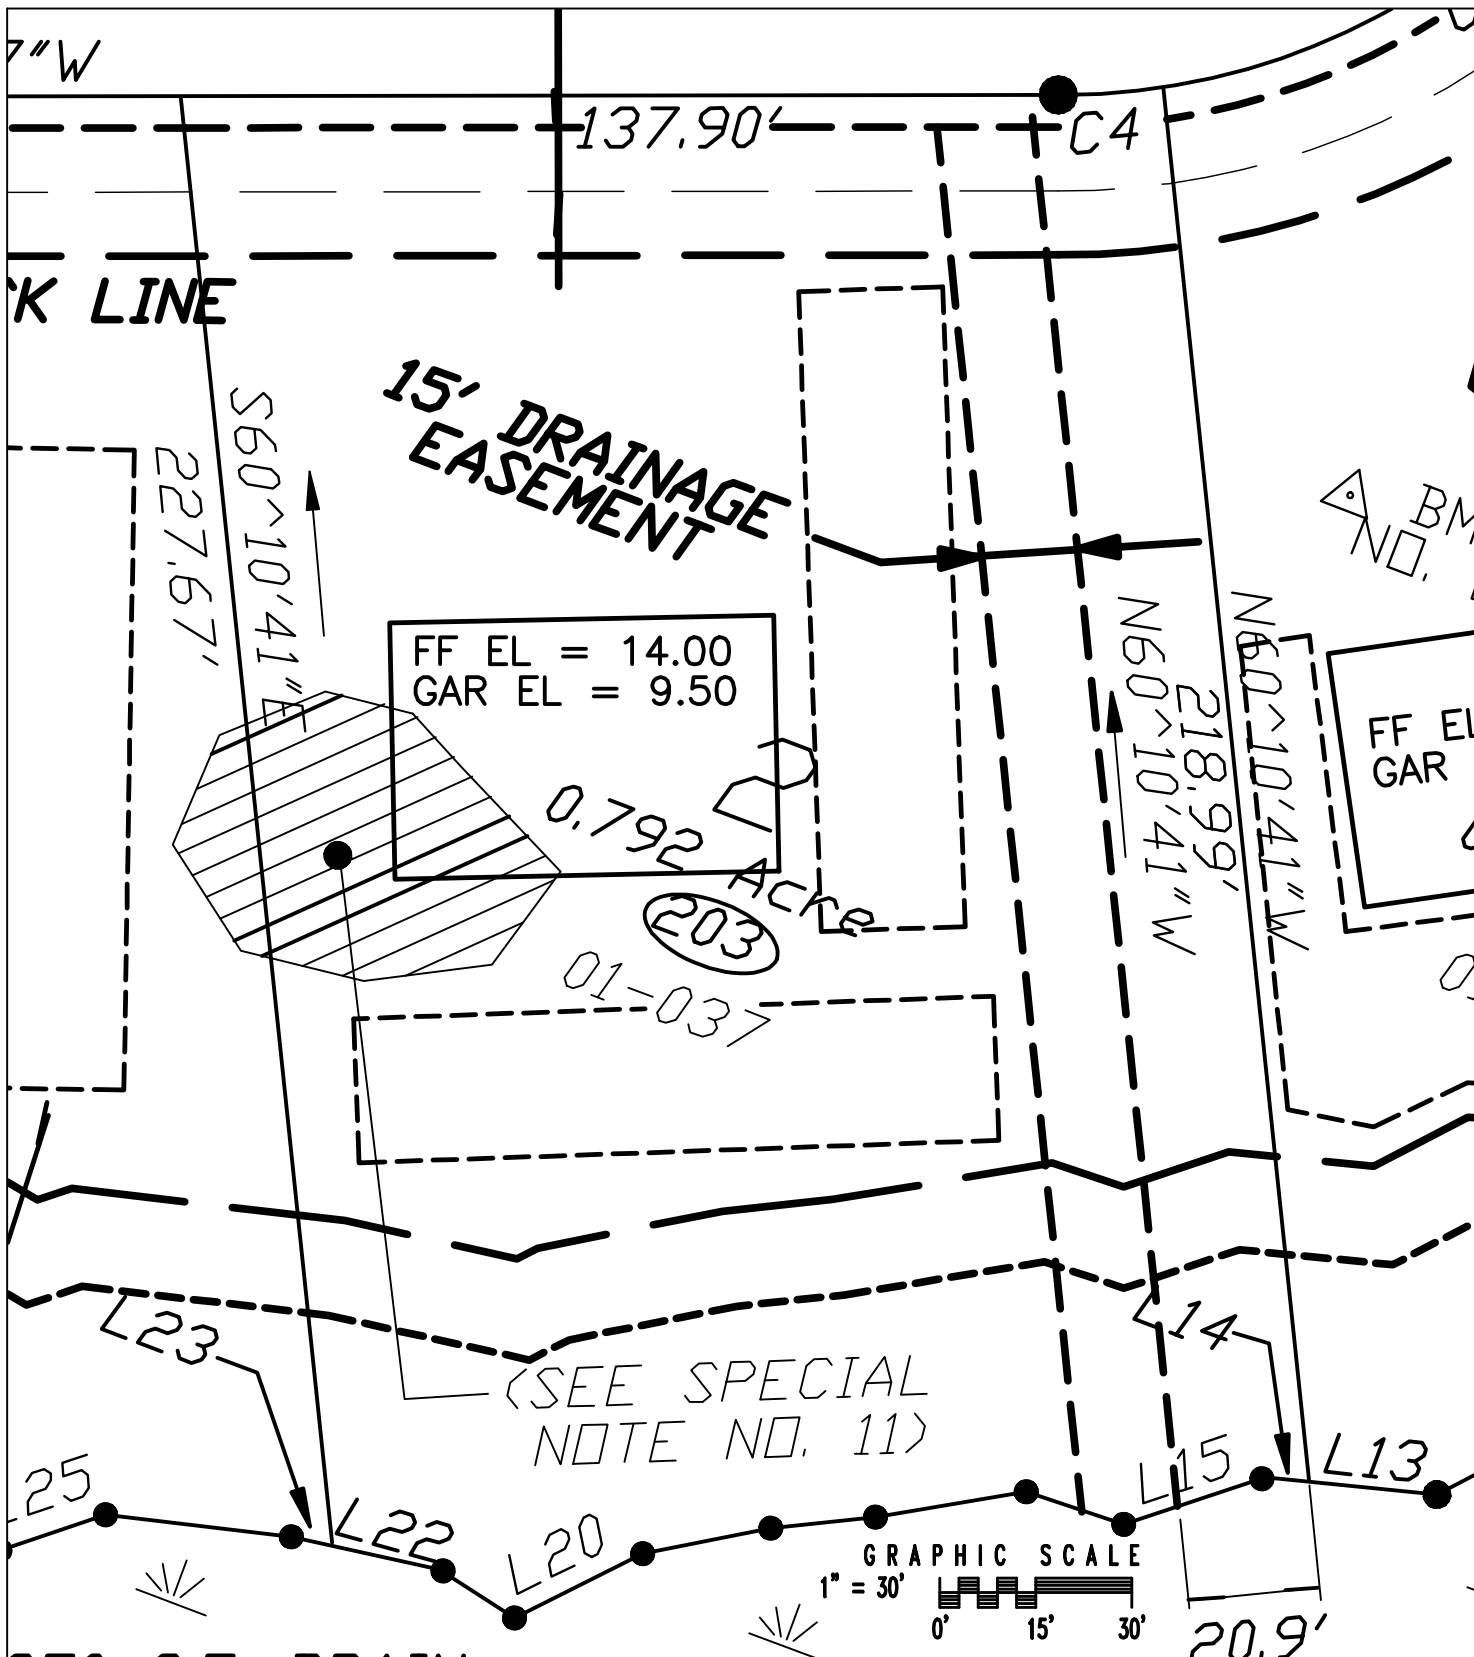 7"W
137.90'
C4
K LINE
15' DRAINAGE
EASEMENT
S60^10'41"E
227.67'
BM
NO.
FF EL = 14.00
GAR EL = 9.50
N60^10'41"W
218.99'
N60^10'41"W
FF EL
GAR
0.792 Acre
203
01-037
L23
L14
(SEE SPECIAL
NOTE NO. 11)
25
L22
L20
L15
L13
GRAPHIC SCALE
1" = 30'
0' 15' 30'
20.9'